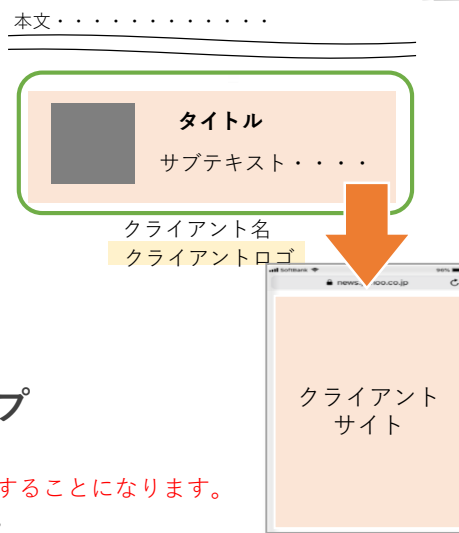 本文・・・・・・・・・・・・
タイトル
サブテキスト・・・・
クライアント名
クライアントロゴ
SoftBank
96%
クライアント
サイト
プ
することになります。